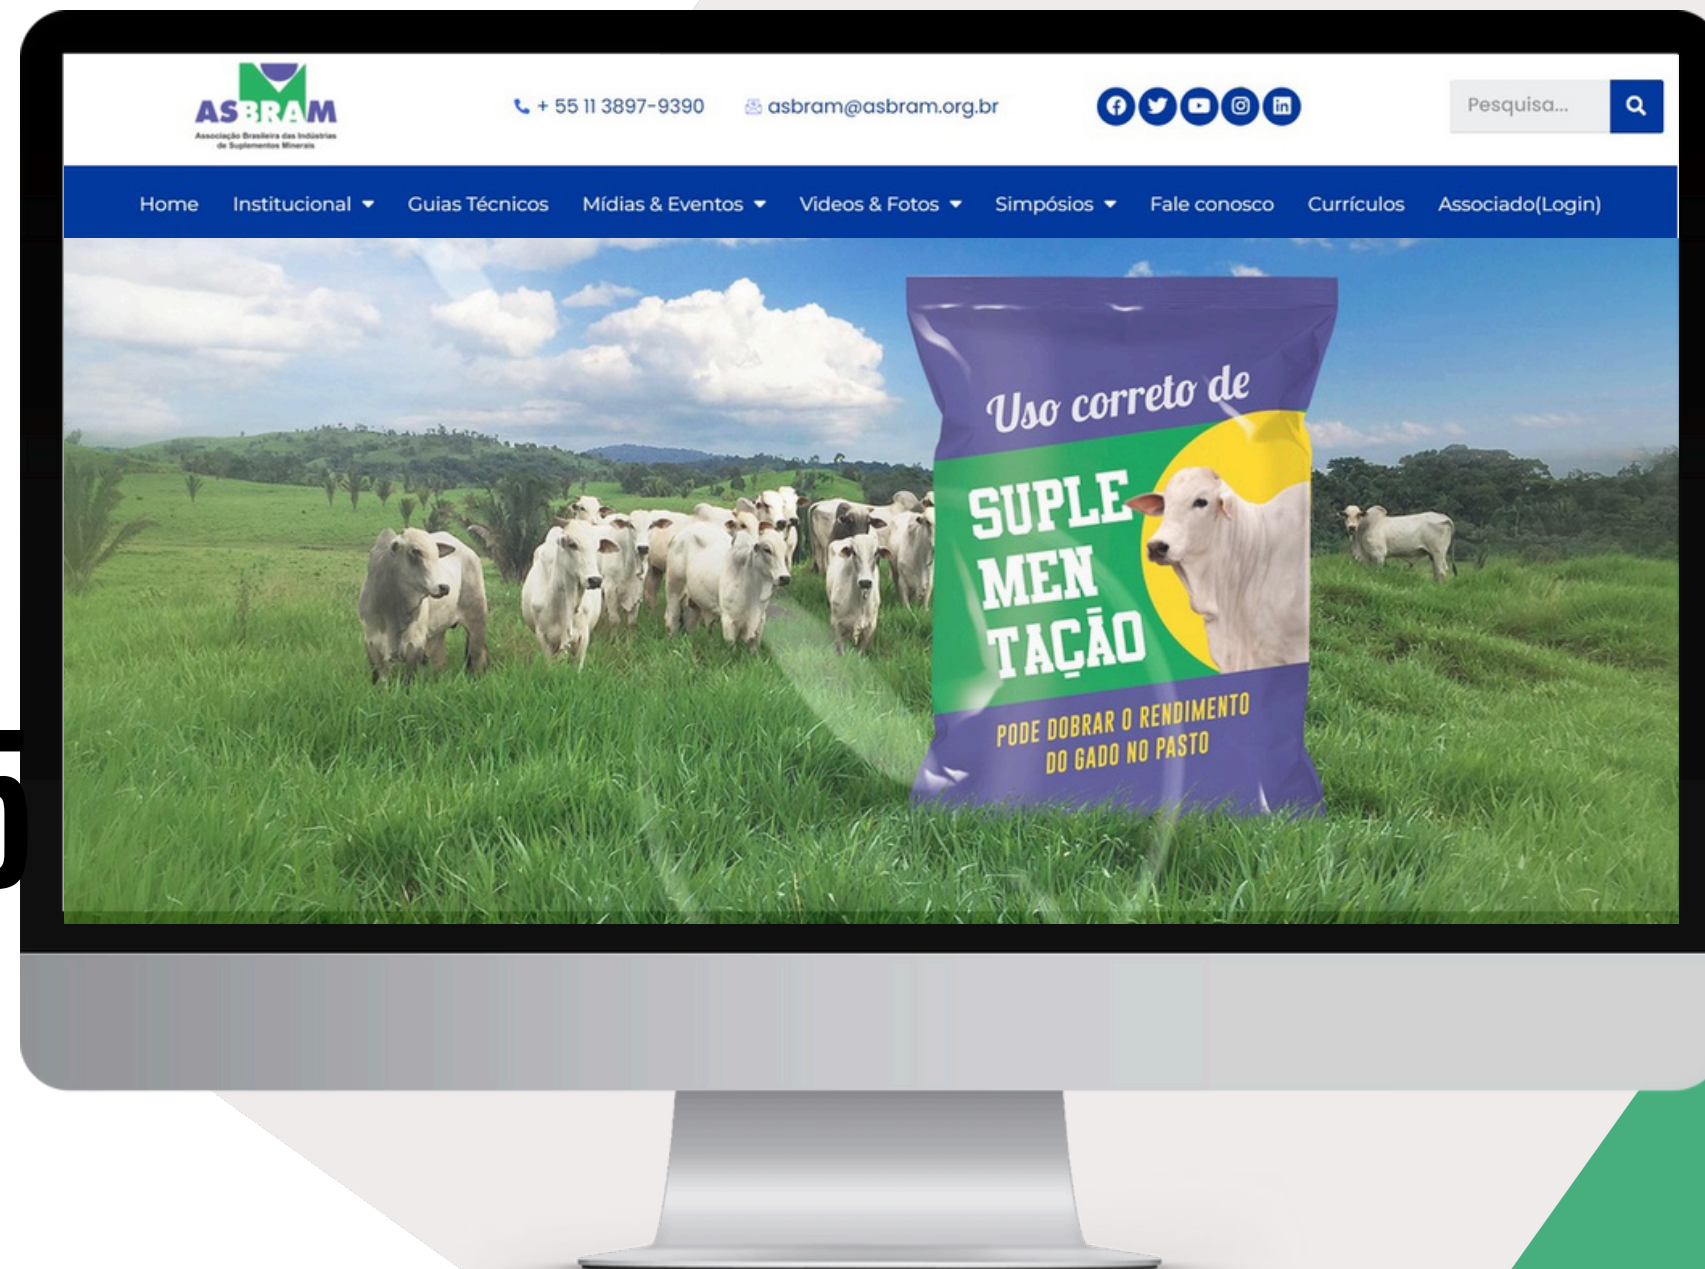 ASBRAM
Associação Brasileira das Indústrias
de Suplementos Minerais
+ 55 11 3897-9390
asbram@asbram.org.br
Pesquisa...
Home Institucional Guias Técnicos Mídias & Eventos Videos & Fotos Simpósios Fale conosco Currículos Associado(Login)
Uso correto de
SUPLE
MEN
TAÇÃO
PODE DOBRAR O RENDIMENTO
DO GADO NO PASTO